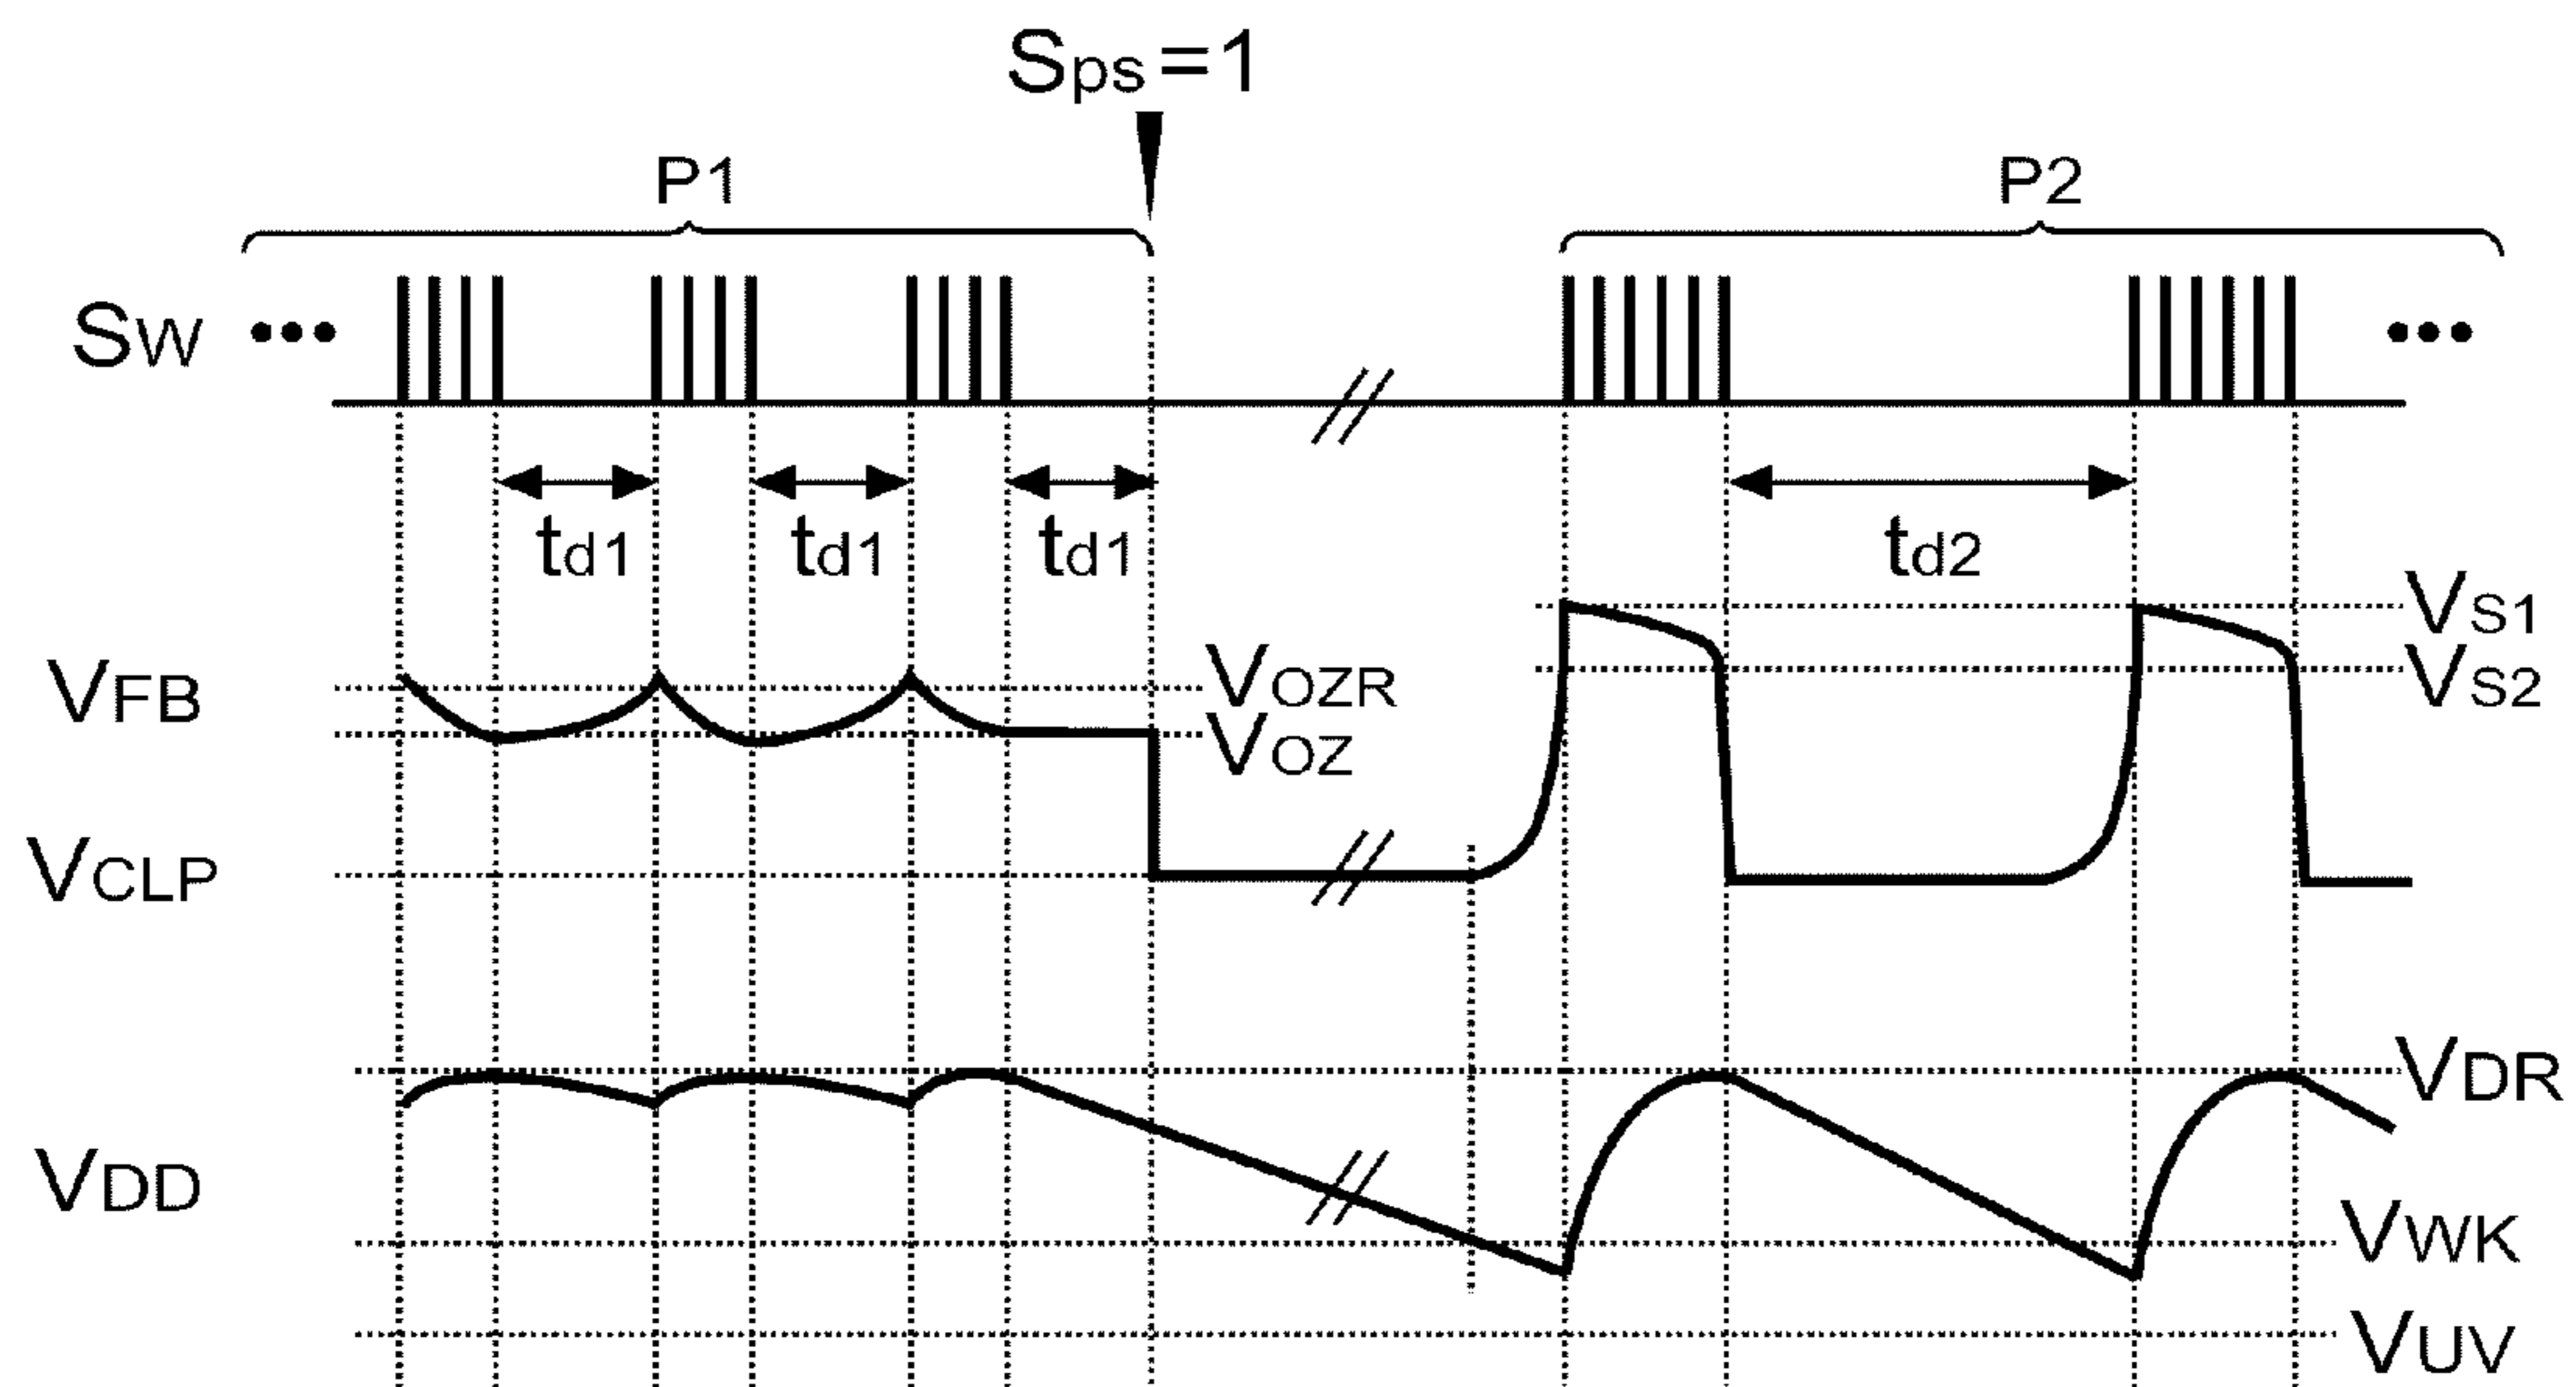 Sps=1
P1
P2
SW
•••
•••
td1
td1
td1
td2
VS1
VS2
VFB
VOZR
VOZ
VCLP
VDR
VDD
VWK
VUV